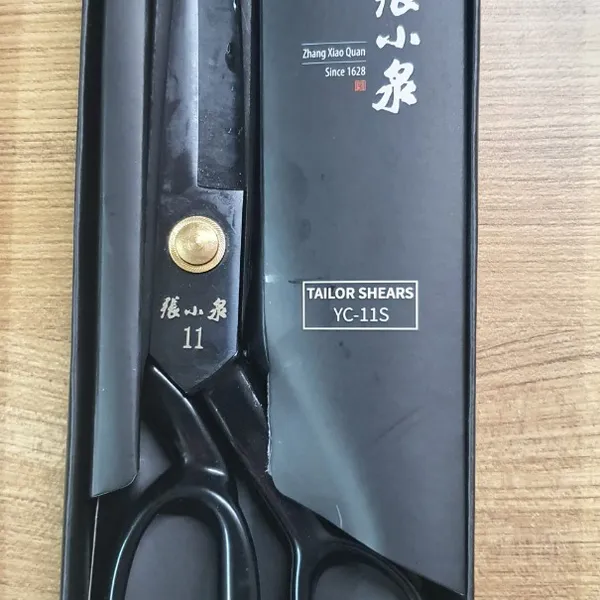 張小泉
Zhang Xiao Quan
Since 1628
TAILOR SHEARS
YC-11S
張小泉
11